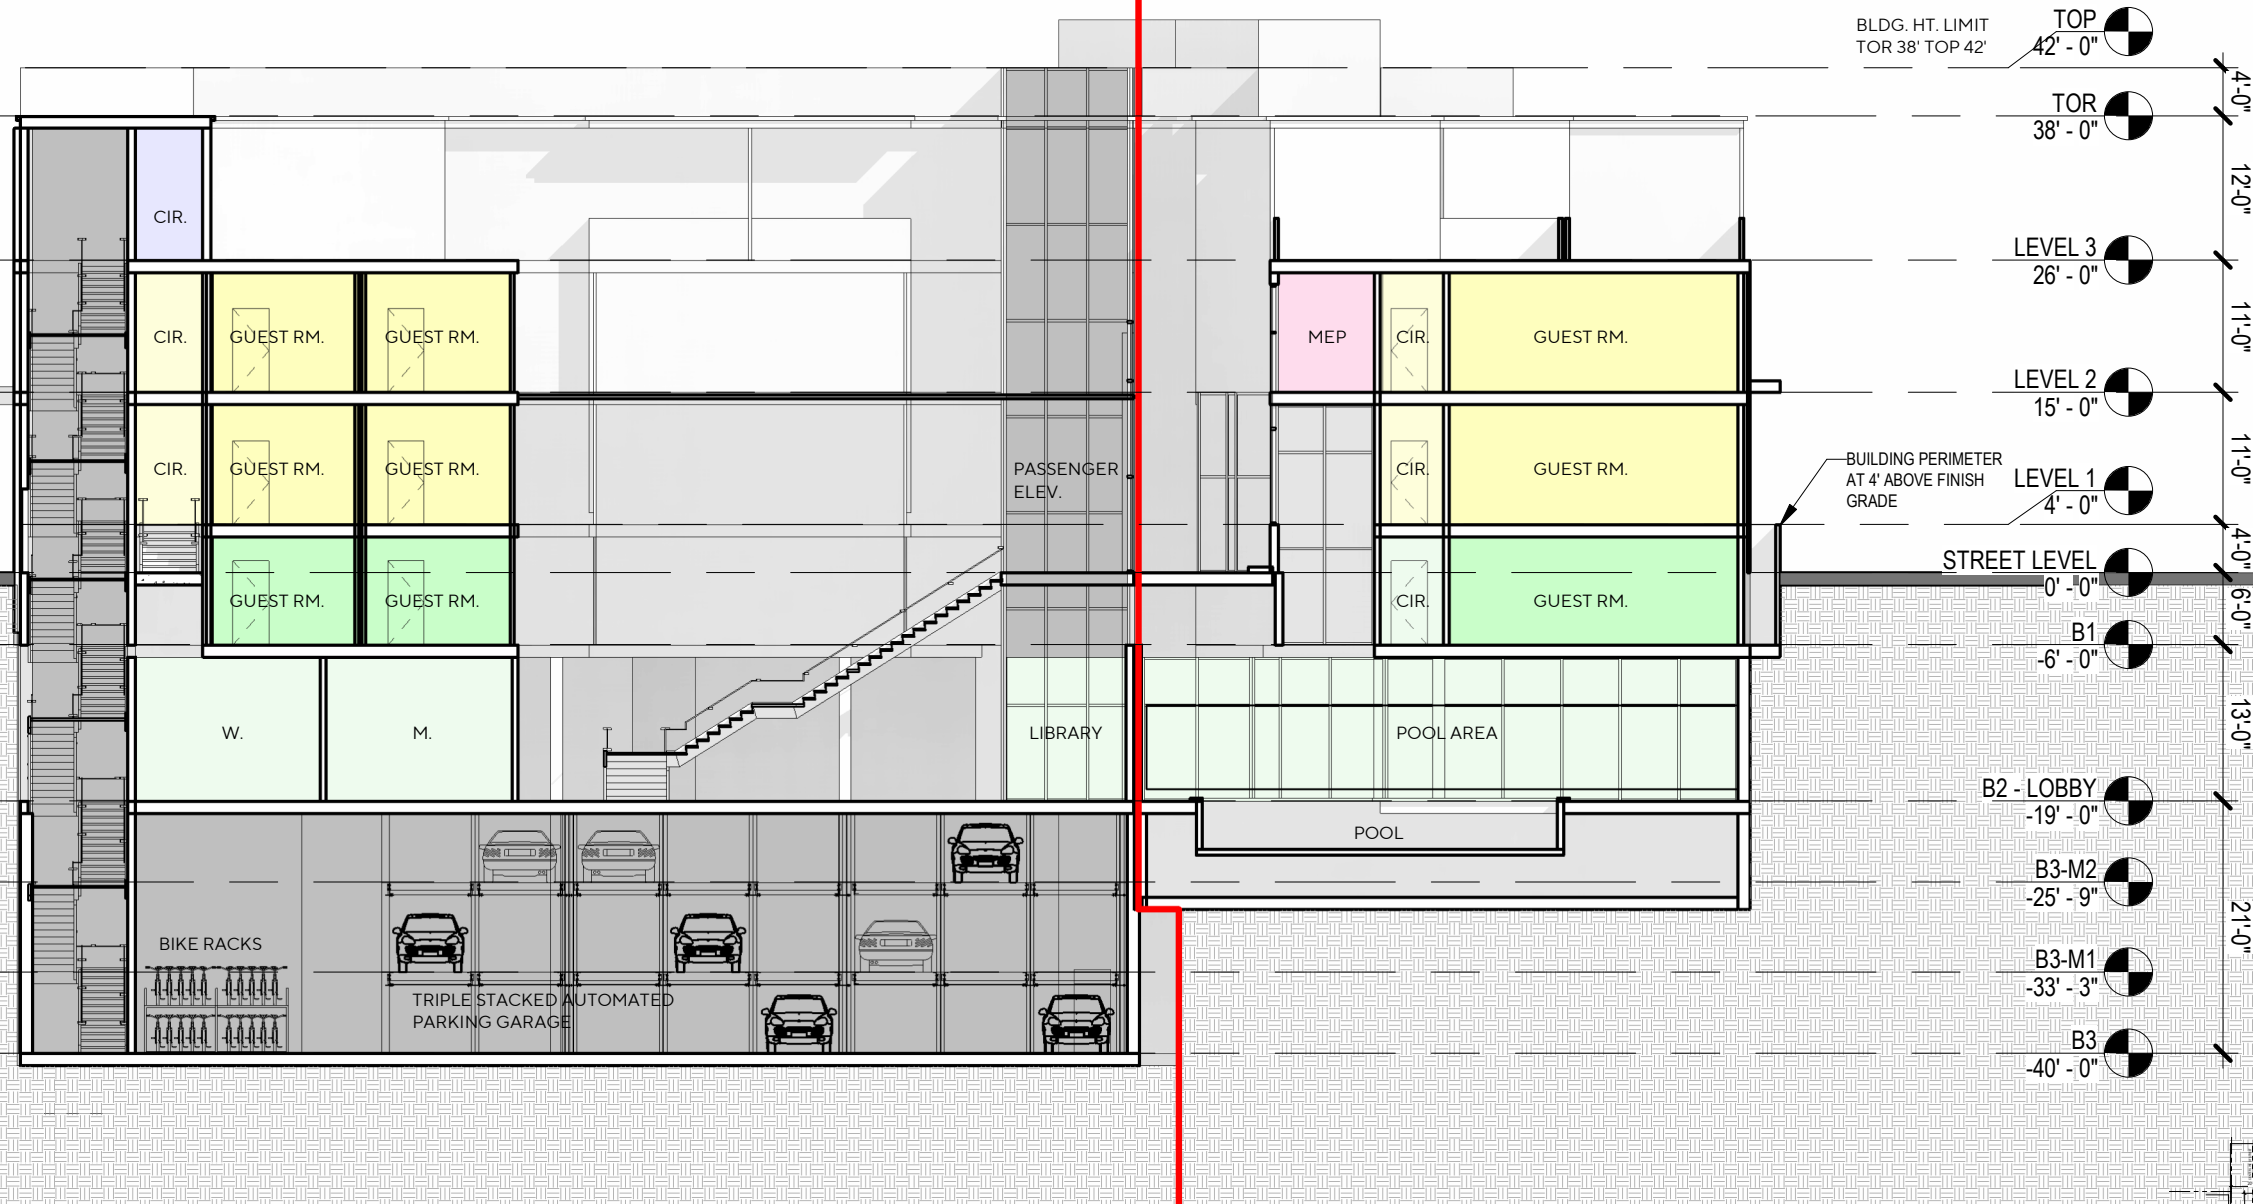 BLDG. HT. LIMIT
TOR 38' TOP 42'
TOP
42' - 0"
4'-0"
TOR
38' - 0"
12'-0"
CIR.
LEVEL 3
26' - 0"
CIR.
GUEST RM.
GUEST RM.
MEP
CIR.
GUEST RM.
11'-0"
LEVEL 2
15' - 0"
CIR.
GUEST RM.
GUEST RM.
PASSENGER
ELEV.
CIR.
GUEST RM.
11'-0"
BUILDING PERIMETER
AT 4' ABOVE FINISH
GRADE
LEVEL 1
4' - 0"
4'-0"
STREET LEVEL
0' - 0"
GUEST RM.
GUEST RM.
CIR.
GUEST RM.
6'-0"
B1
-6' - 0"
W.
M.
LIBRARY
POOL AREA
13'-0"
B2 - LOBBY
-19' - 0"
POOL
B3-M2
-25' - 9"
21'-0"
BIKE RACKS
B3-M1
-33' - 3"
TRIPLE STACKED AUTOMATED
PARKING GARAGE
B3
-40' - 0"